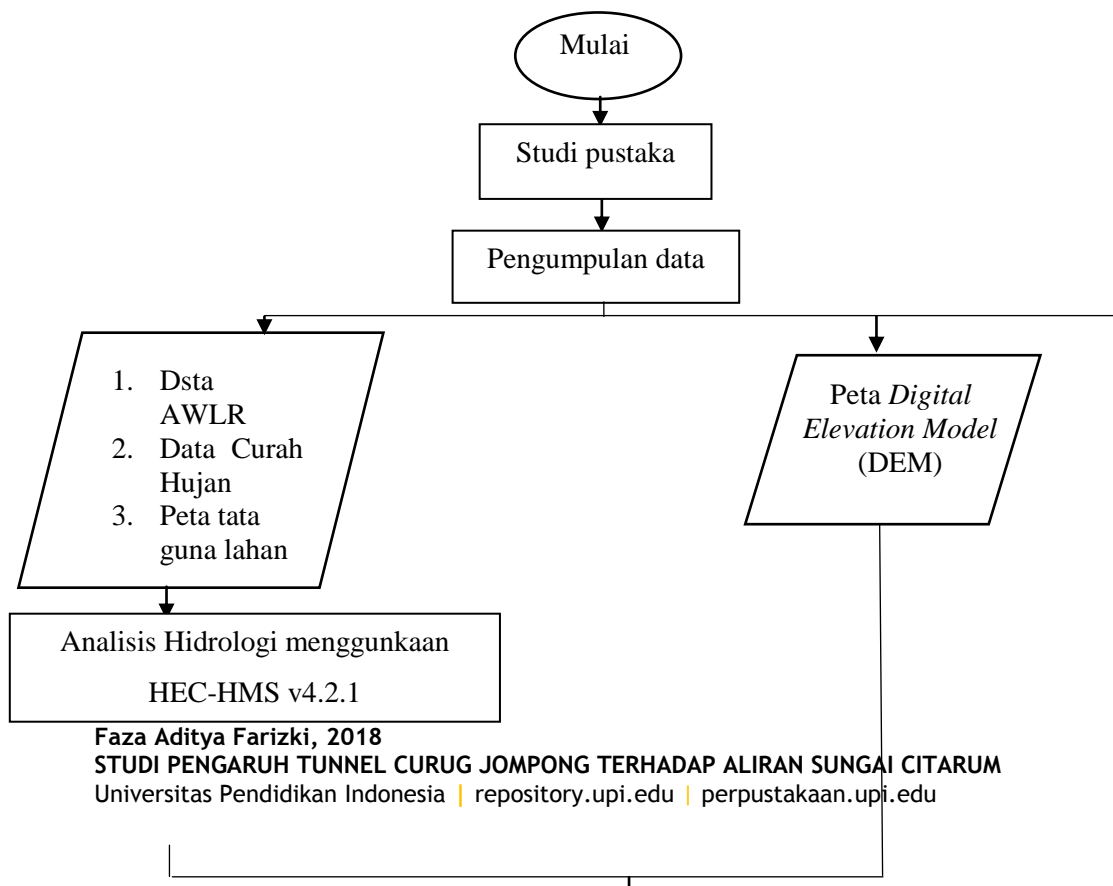 Mulai
Studi pustaka
Pengumpulan data
1. Dsta
AWLR
2. Data Curah
Hujan
3. Peta tata
guna lahan
Peta Digital
Elevation Model
(DEM)
Analisis Hidrologi menggunkaan
HEC-HMS v4.2.1
Faza Aditya Farizki, 2018
STUDI PENGARUH TUNNEL CURUG JOMPONG TERHADAP ALIRAN SUNGAI CITARUM
Universitas Pendidikan Indonesia | repository.upi.edu | perpustakaan.upi.edu